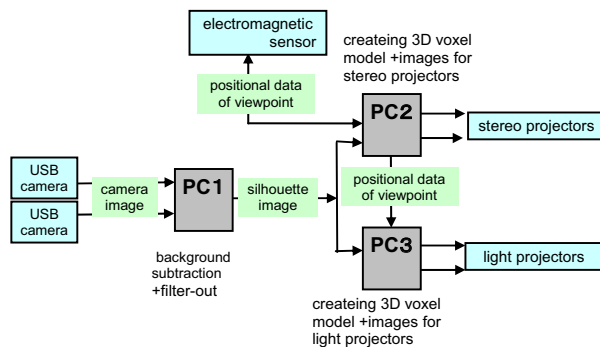 electromagnetic
sensor
createing 3D voxel
model +images for
stereo projectors
positional data
of viewpoint
PC2
stereo projectors
USB
camera
USB
camera
camera
image
PC1
silhouette
image
positional data
of viewpoint
PC3
light projectors
background
subtraction
+filter-out
createing 3D voxel
model +images for
light projectors